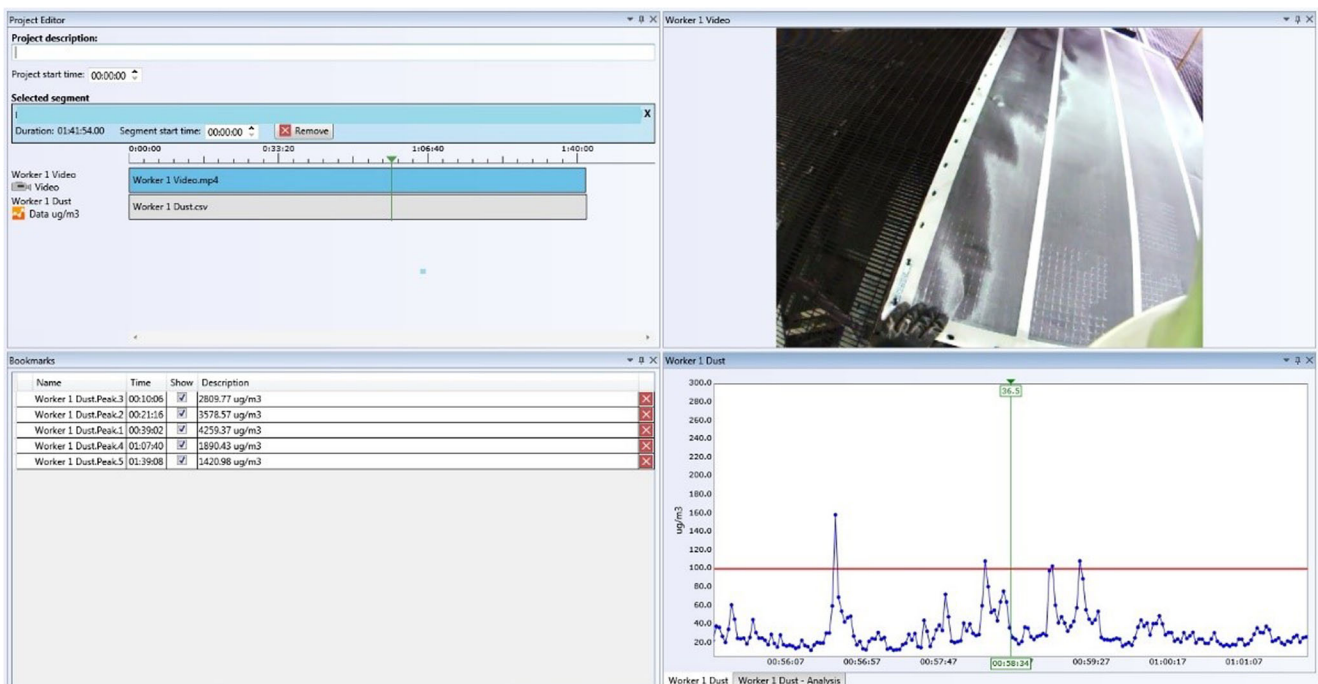 Project Editor
Project description:
Project start time: 00:00:00
Selected segment
X
Duration: 01:41:54.00 Segment start time: 00:00:00 Remove
0:00:00 0:33:20 1:06:40 1:40:00
Worker 1 Video
Video
Worker 1 Video.mp4
Worker 1 Dust
Data ug/m3
Worker 1 Dust.csv
Worker 1 Video
Bookmarks
Name Time Show Description
Worker 1 Dust.Peak.3 00:10:06 2809.77 ug/m3
Worker 1 Dust.Peak.2 00:21:16 3578.57 ug/m3
Worker 1 Dust.Peak.1 00:39:02 4259.37 ug/m3
Worker 1 Dust.Peak.4 01:07:40 1890.43 ug/m3
Worker 1 Dust.Peak.5 01:39:08 1420.98 ug/m3
Worker 1 Dust
300.0
36.5
280.0
260.0
240.0
220.0
200.0
180.0
160.0
140.0
120.0
100.0
80.0
60.0
40.0
20.0
ug/m3
00:56:07 00:56:57 00:57:47 00:58:34 00:59:27 01:00:17 01:01:07
Worker 1 Dust Worker 1 Dust - Analysis